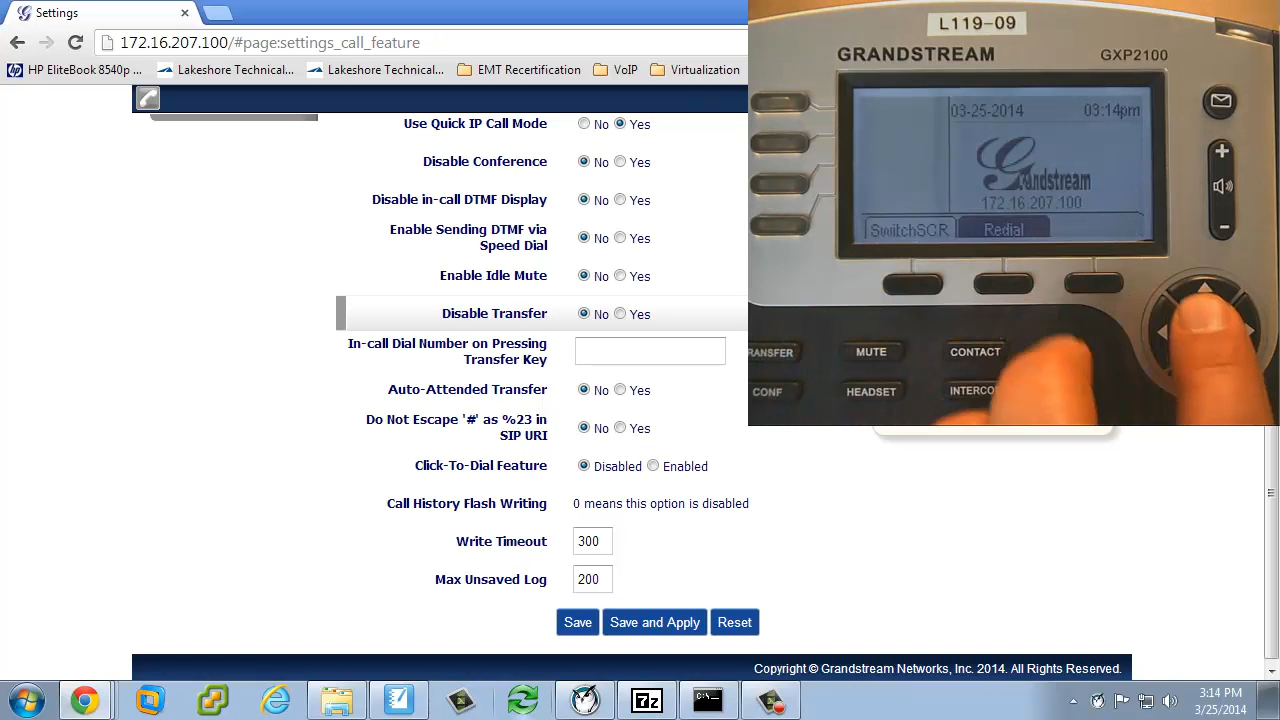 Settings
172.16.207.100/#page:settings_call_feature
HP EliteBook 8540p ...
Lakeshore Technical...
Lakeshore Technical...
EMT Recertification
VoIP
Virtualization
Use Quick IP Call Mode
No Yes
Disable Conference
No Yes
Disable in-call DTMF Display
No Yes
Enable Sending DTMF via
Speed Dial
No Yes
Enable Idle Mute
No Yes
Disable Transfer
No Yes
In-call Dial Number on Pressing
Transfer Key
Auto-Attended Transfer
No Yes
Do Not Escape '#' as %23 in
SIP URI
No Yes
Click-To-Dial Feature
Disabled Enabled
Call History Flash Writing
0 means this option is disabled
Write Timeout
300
Max Unsaved Log
200
Save
Save and Apply
Reset
Copyright © Grandstream Networks, Inc. 2014. All Rights Reserved.
3:14 PM
3/25/2014
L119-09
GRANDSTREAM
GXP2100
03-25-2014 03:14pm
Grandstream
172.16.207.100
SwitchSCR
Redial
RANSFER
MUTE
CONTACT
CONF
HEADSET
INTERCO